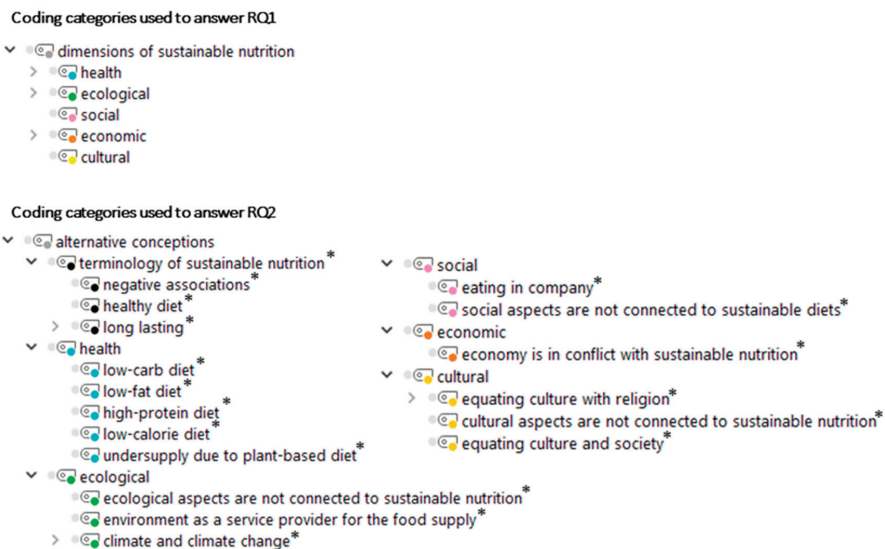 Coding categories used to answer RQ1
dimensions of sustainable nutrition
health
ecological
social
economic
cultural
Coding categories used to answer RQ2
alternative conceptions
terminology of sustainable nutrition*
negative associations*
healthy diet*
long lasting*
health
low-carb diet*
low-fat diet*
high-protein diet*
low-calorie diet*
undersupply due to plant-based diet*
ecological
ecological aspects are not connected to sustainable nutrition*
environment as a service provider for the food supply*
climate and climate change*
social
eating in company*
social aspects are not connected to sustainable diets*
economic
economy is in conflict with sustainable nutrition*
cultural
equating culture with religion*
cultural aspects are not connected to sustainable nutrition*
equating culture and society*